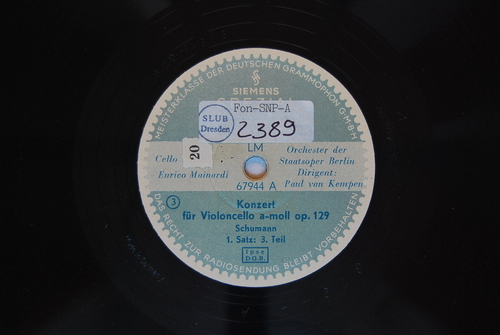 MEISTERKLASSE DER DEUTSCHEN GRAMMOPHON G·M·B·H
SIEMENS
Fon-SNP-A
SLUB
Dresden
2389
20
LM
Cello
Enrico Mainardi
Orchester der
Staatsoper Berlin
Dirigent:
Paul van Kempen
67944 A
3
Konzert
für Violoncello a-moll op. 129
Schumann
1. Satz: 3. Teil
D.G.B.
DAS RECHT ZUR RADIOSENDUNG BLEIBT VORBEHALTEN